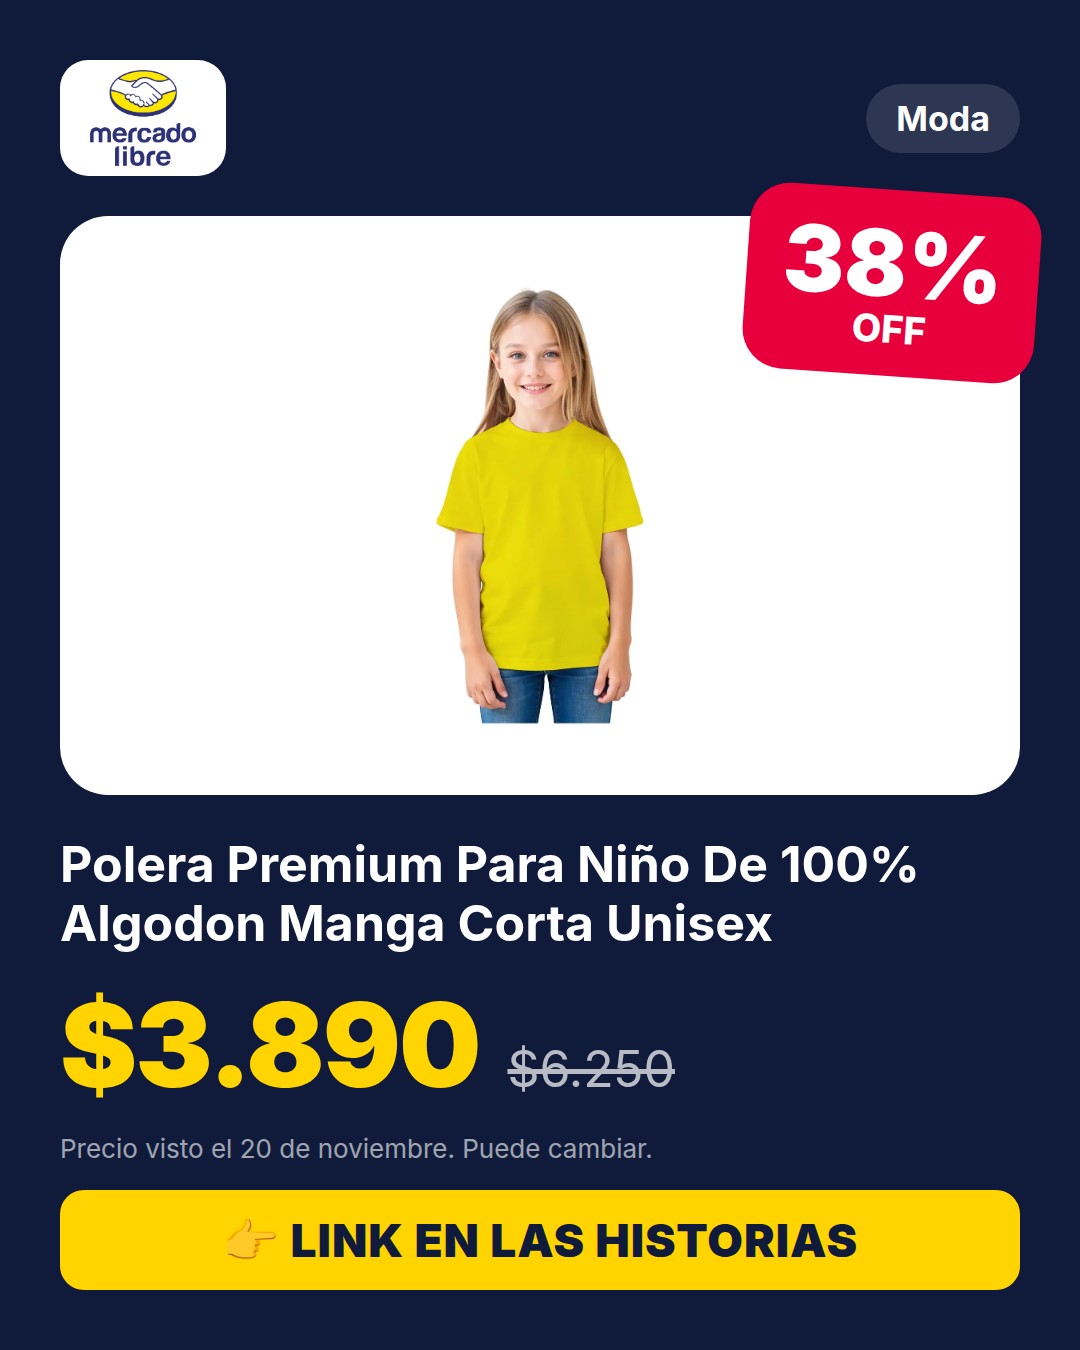 mercado
libre
Moda
38%
OFF
Polera Premium Para Niño De 100%
Algodon Manga Corta Unisex
$3.890 $6.250
Precio visto el 20 de noviembre. Puede cambiar.
👉 LINK EN LAS HISTORIAS